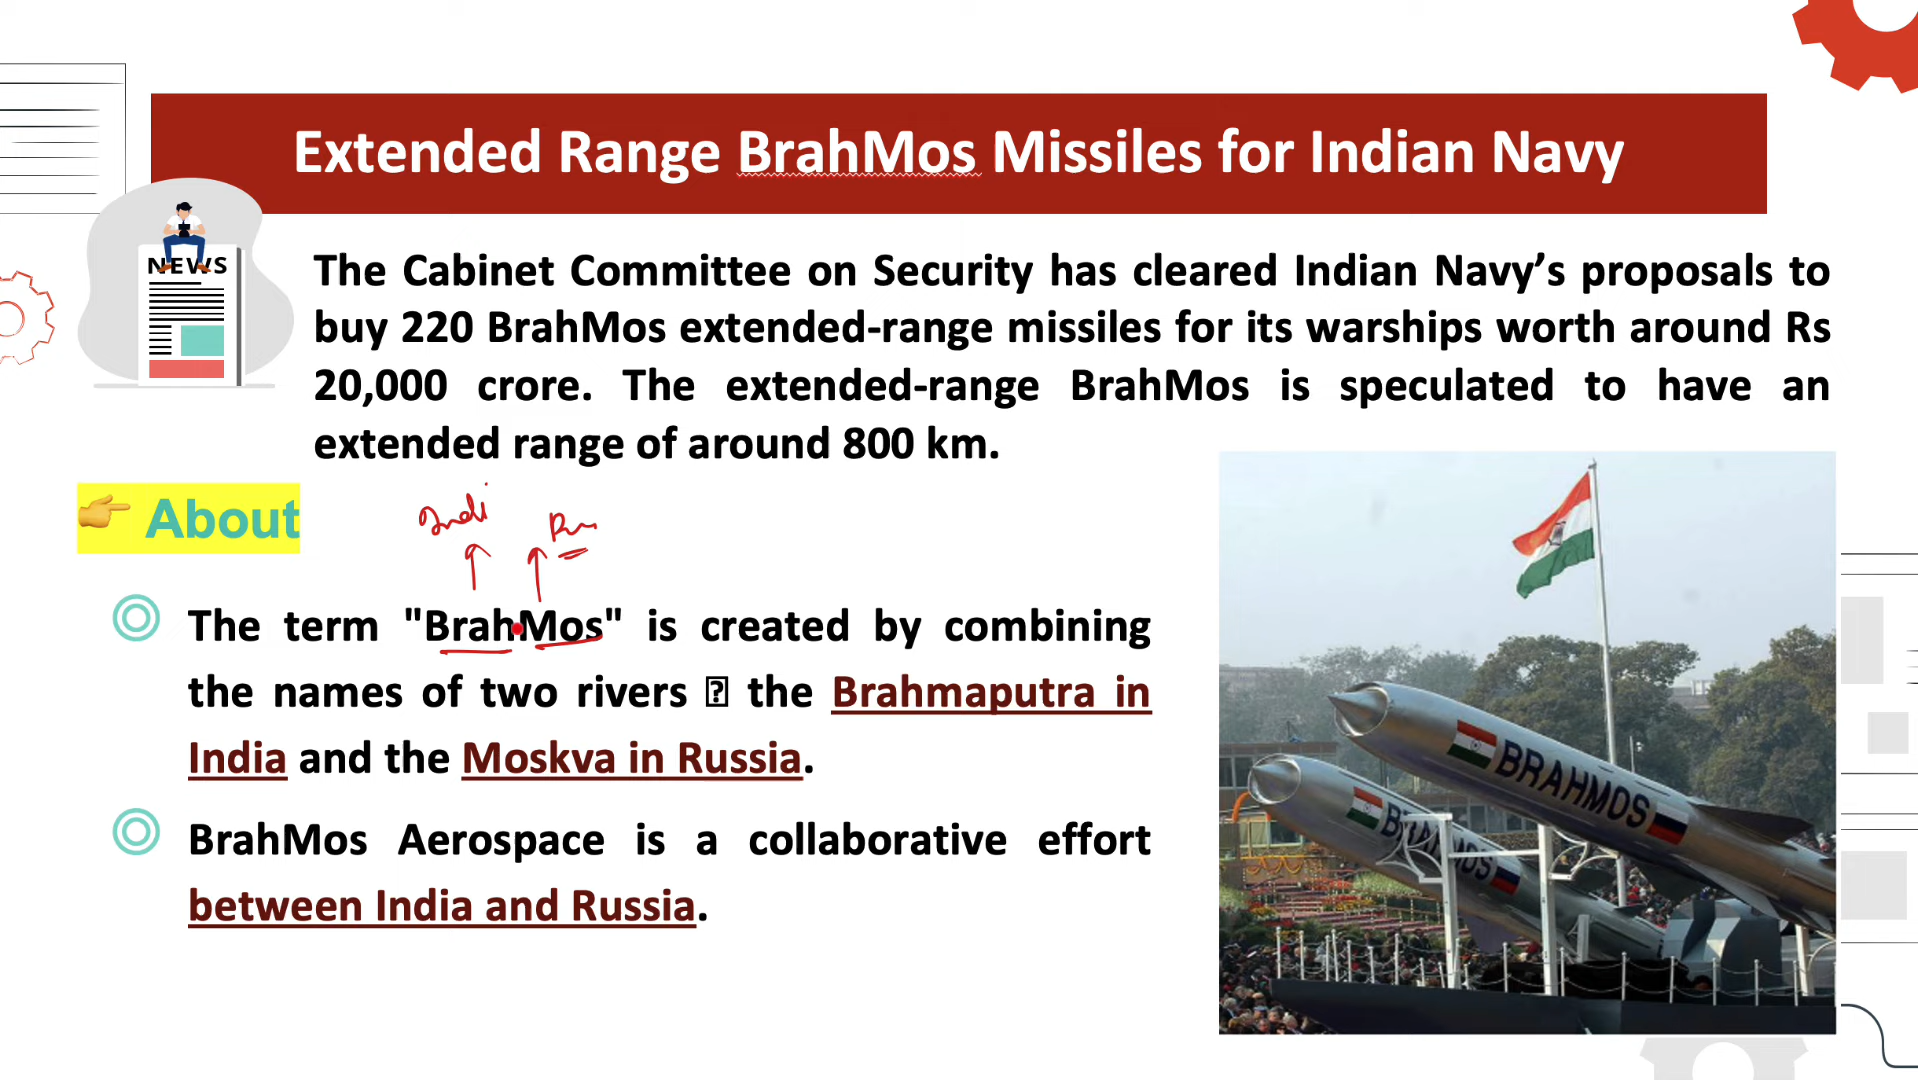 Extended Range BrahMos Missiles for Indian Navy
NEWS
The Cabinet Committee on Security has cleared Indian Navy’s proposals to
buy 220 BrahMos extended-range missiles for its warships worth around Rs
20,000 crore. The extended-range BrahMos is speculated to have an
extended range of around 800 km.
👉 About
Indi
The term "BrahMos" is created by combining
the names of two rivers the Brahmaputra in
India and the Moskva in Russia.
BrahMos Aerospace is a collaborative effort
between India and Russia.
BRAHMOS
BRAHMOS